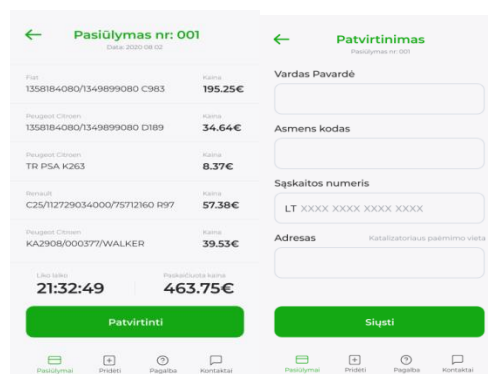 Pasiūlymas nr: 001
Data: 2020 08 02
Fiat
Kaina
1358184080/1349899080 C983
195.25€
Peugeot Citroen
Kaina
1358184080/1349899080 D189
34.64€
Peugeot Citroen
Kaina
TR PSA K263
8.37€
Renault
Kaina
C25/112729034000/75712160 R97
57.38€
Peugeot Citroen
Kaina
KA2908/000377/WALKER
39.53€
Liko laiko
Paskaičiuota kaina
21:32:49
463.75€
Patvirtinti
Pasiūlymai
Pridėti
Pagalba
Kontaktai
Patvirtinimas
Pasiūlymas nr: 001
Vardas Pavardė
Asmens kodas
Sąskaitos numeris
LT XXXX XXXX XXXX XXXX
Adresas
Katalizatoriaus paėmimo vieta
Siųsti
Pasiūlymai
Pridėti
Pagalba
Kontaktai